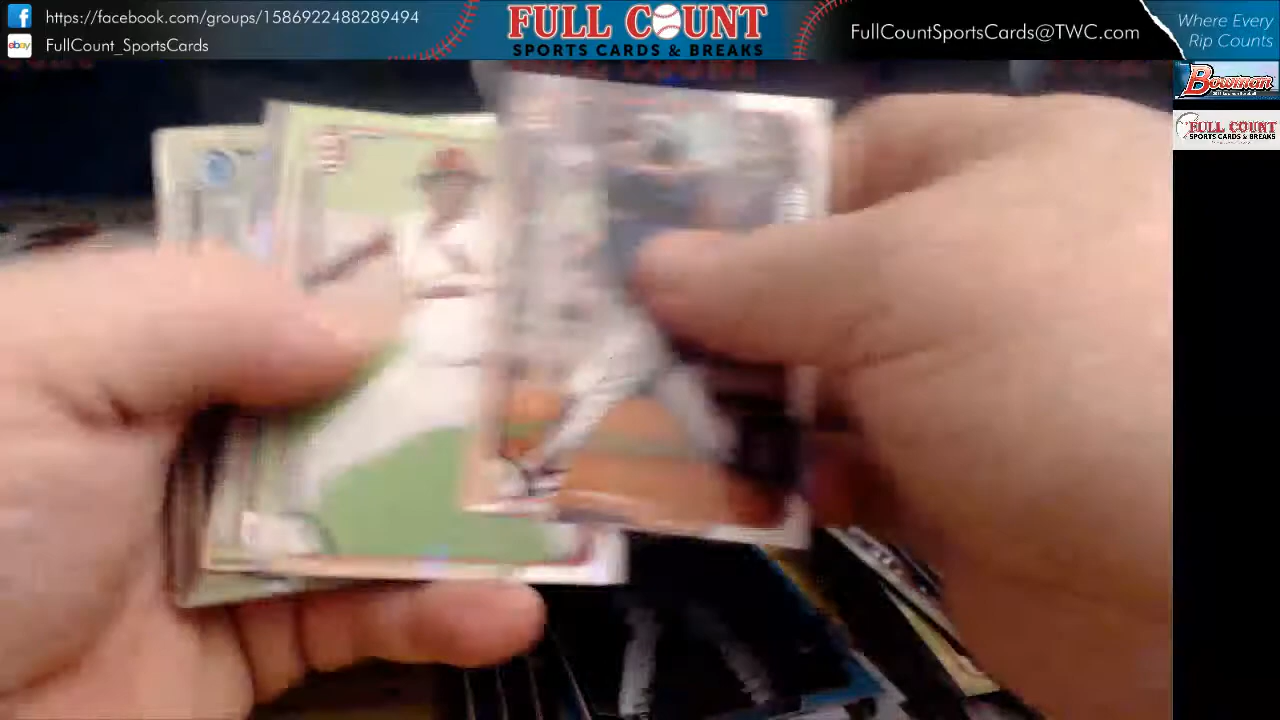 https://facebook.com/groups/1586922488289494
ebay FullCount_SportsCards
FULL COUNT
SPORTS CARDS & BREAKS
FullCountSportsCards@TWC.com
Where Every
Rip Counts
Bowman
FULL COUNT
SPORTS CARDS & BREAKS